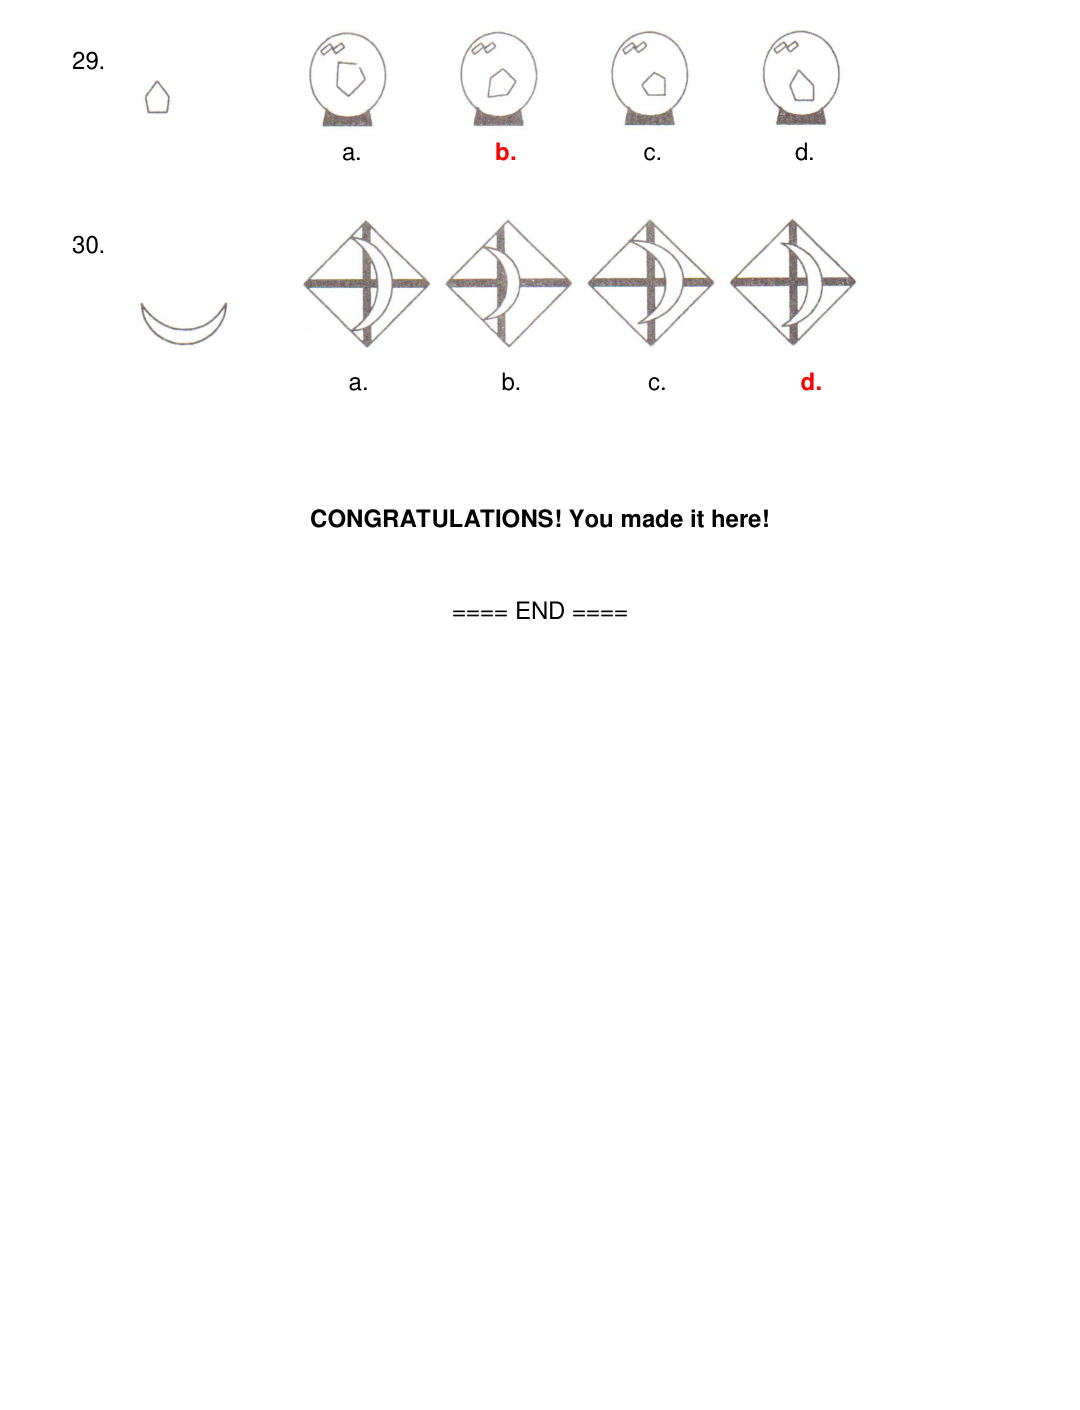 29.
a. b. c. d.
30.
a. b. c. d.
CONGRATULATIONS! You made it here!
==== END ====